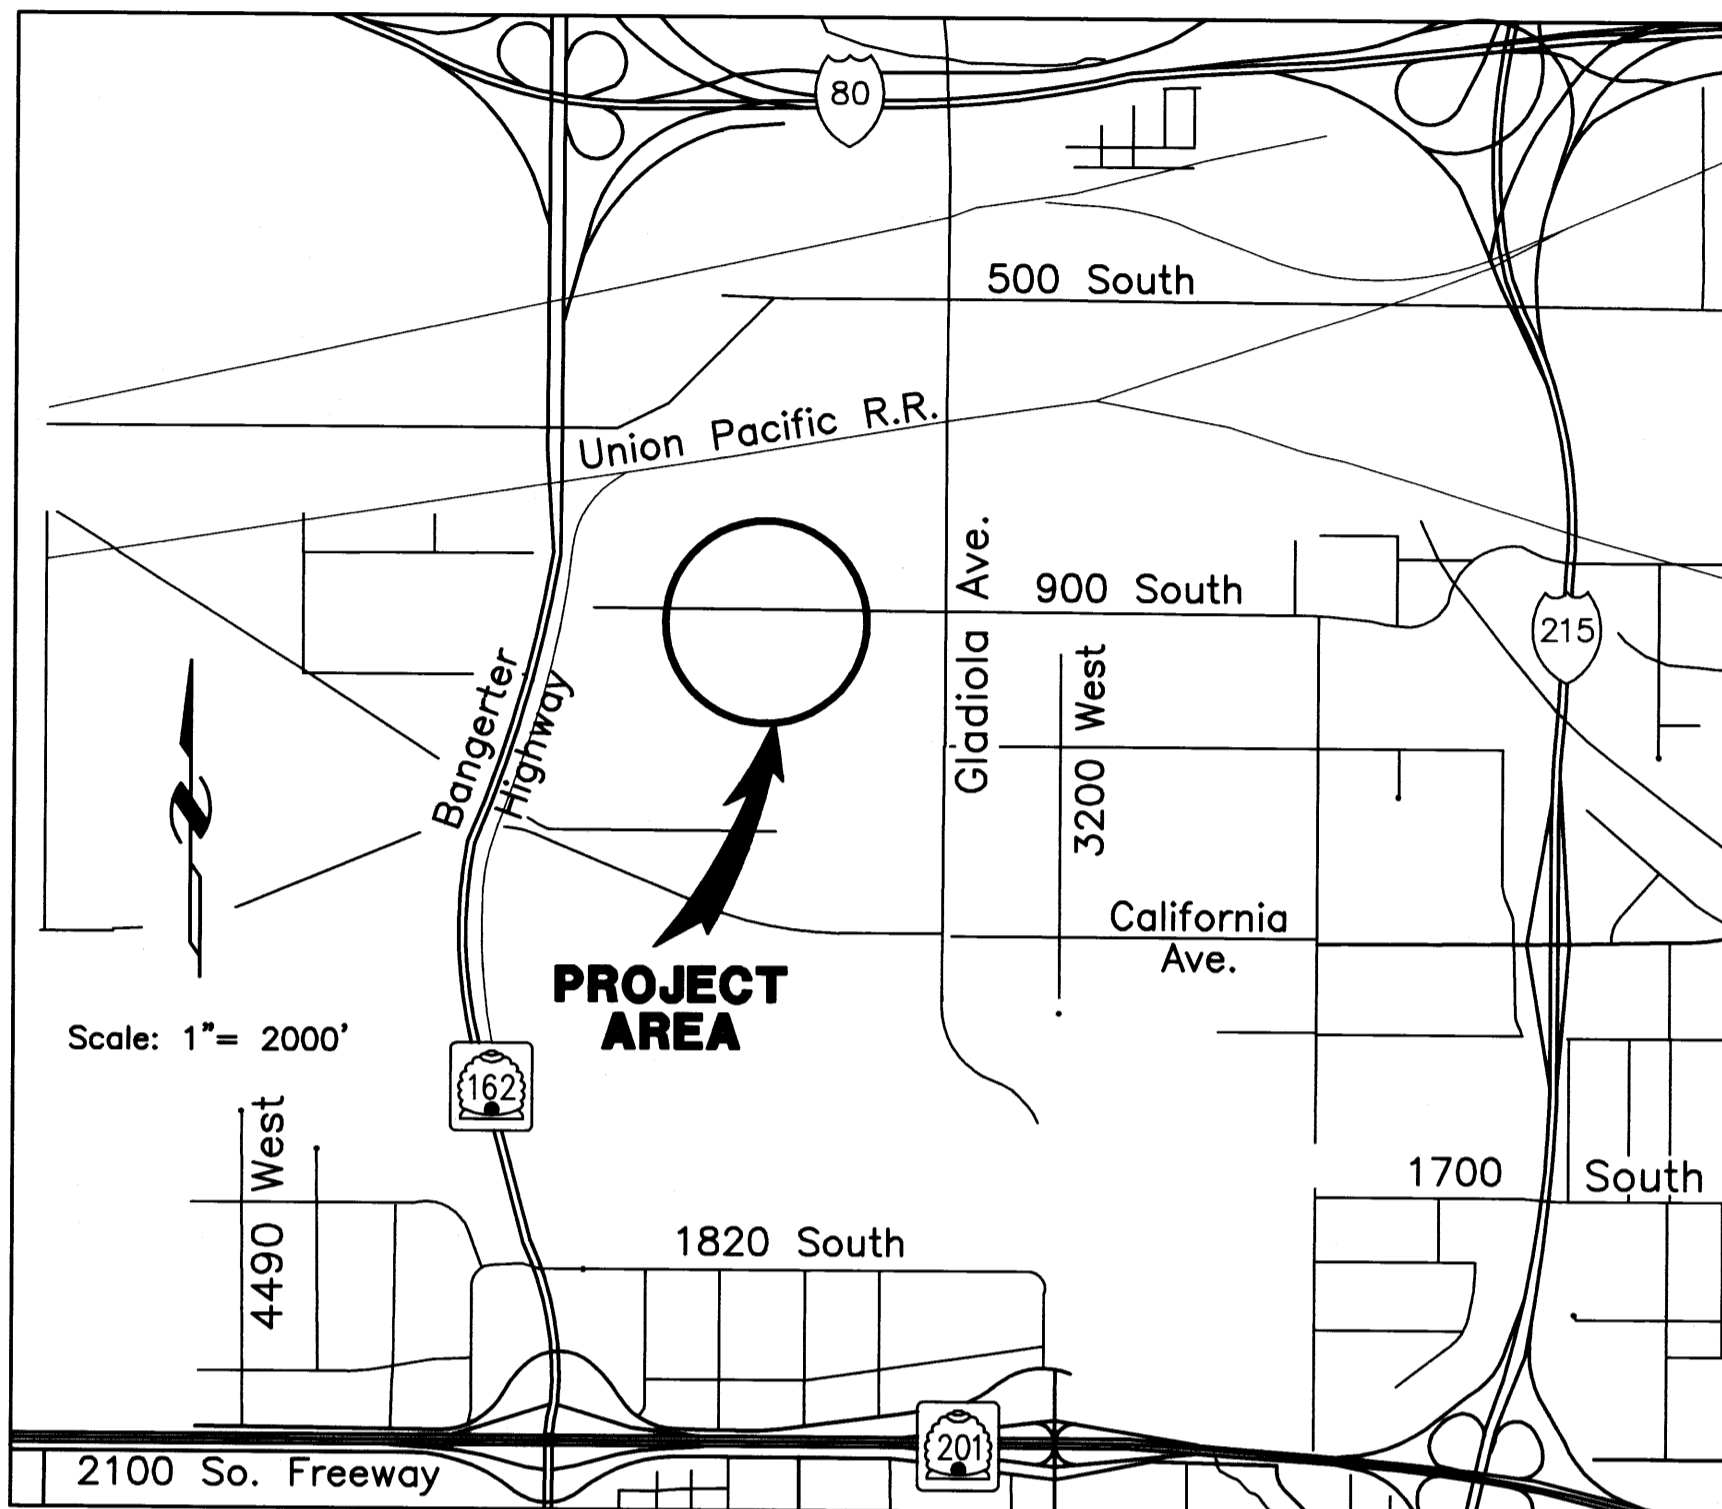 80
500 South
Union Pacific R.R.
Gladiola Ave.
900 South
215
3200 West
Bangerter
Highway
N
California
Ave.
PROJECT
AREA
Scale: 1"= 2000'
162
4490 West
1700 South
1820 South
201
2100 So. Freeway